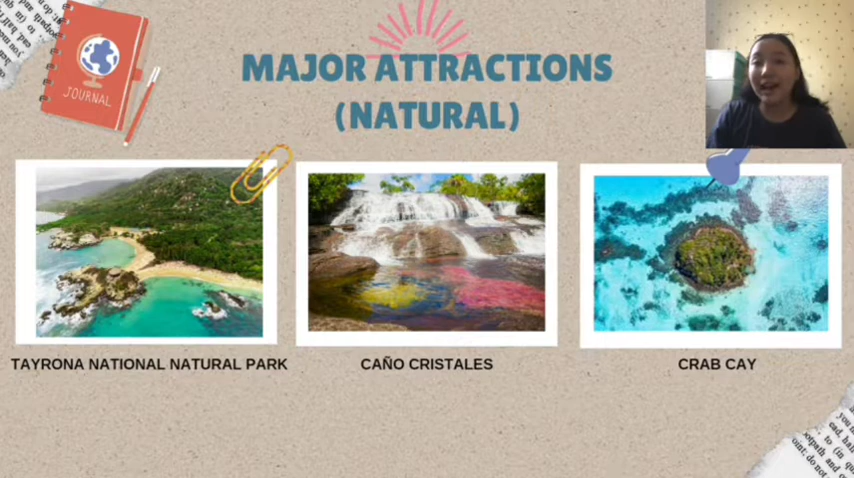 MAJOR ATTRACTIONS
(NATURAL)
JOURNAL
TAYRONA NATIONAL NATURAL PARK
CAÑO CRISTALES
CRAB CAY